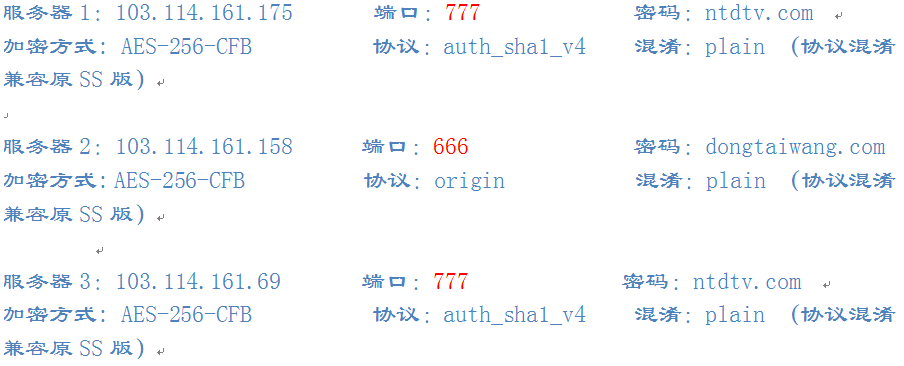 服务器 1：103.114.161.175 端口：777 密码：ntdtv.com
加密方式：AES-256-CFB 协议：auth_sha1_v4 混淆：plain （协议混淆
兼容原 SS 版）
服务器 2：103.114.161.158 端口：666 密码：dongtaiwang.com
加密方式：AES-256-CFB 协议：origin 混淆：plain （协议混淆
兼容原 SS 版）
服务器 3：103.114.161.69 端口：777 密码：ntdtv.com
加密方式：AES-256-CFB 协议：auth_sha1_v4 混淆：plain （协议混淆
兼容原 SS 版）